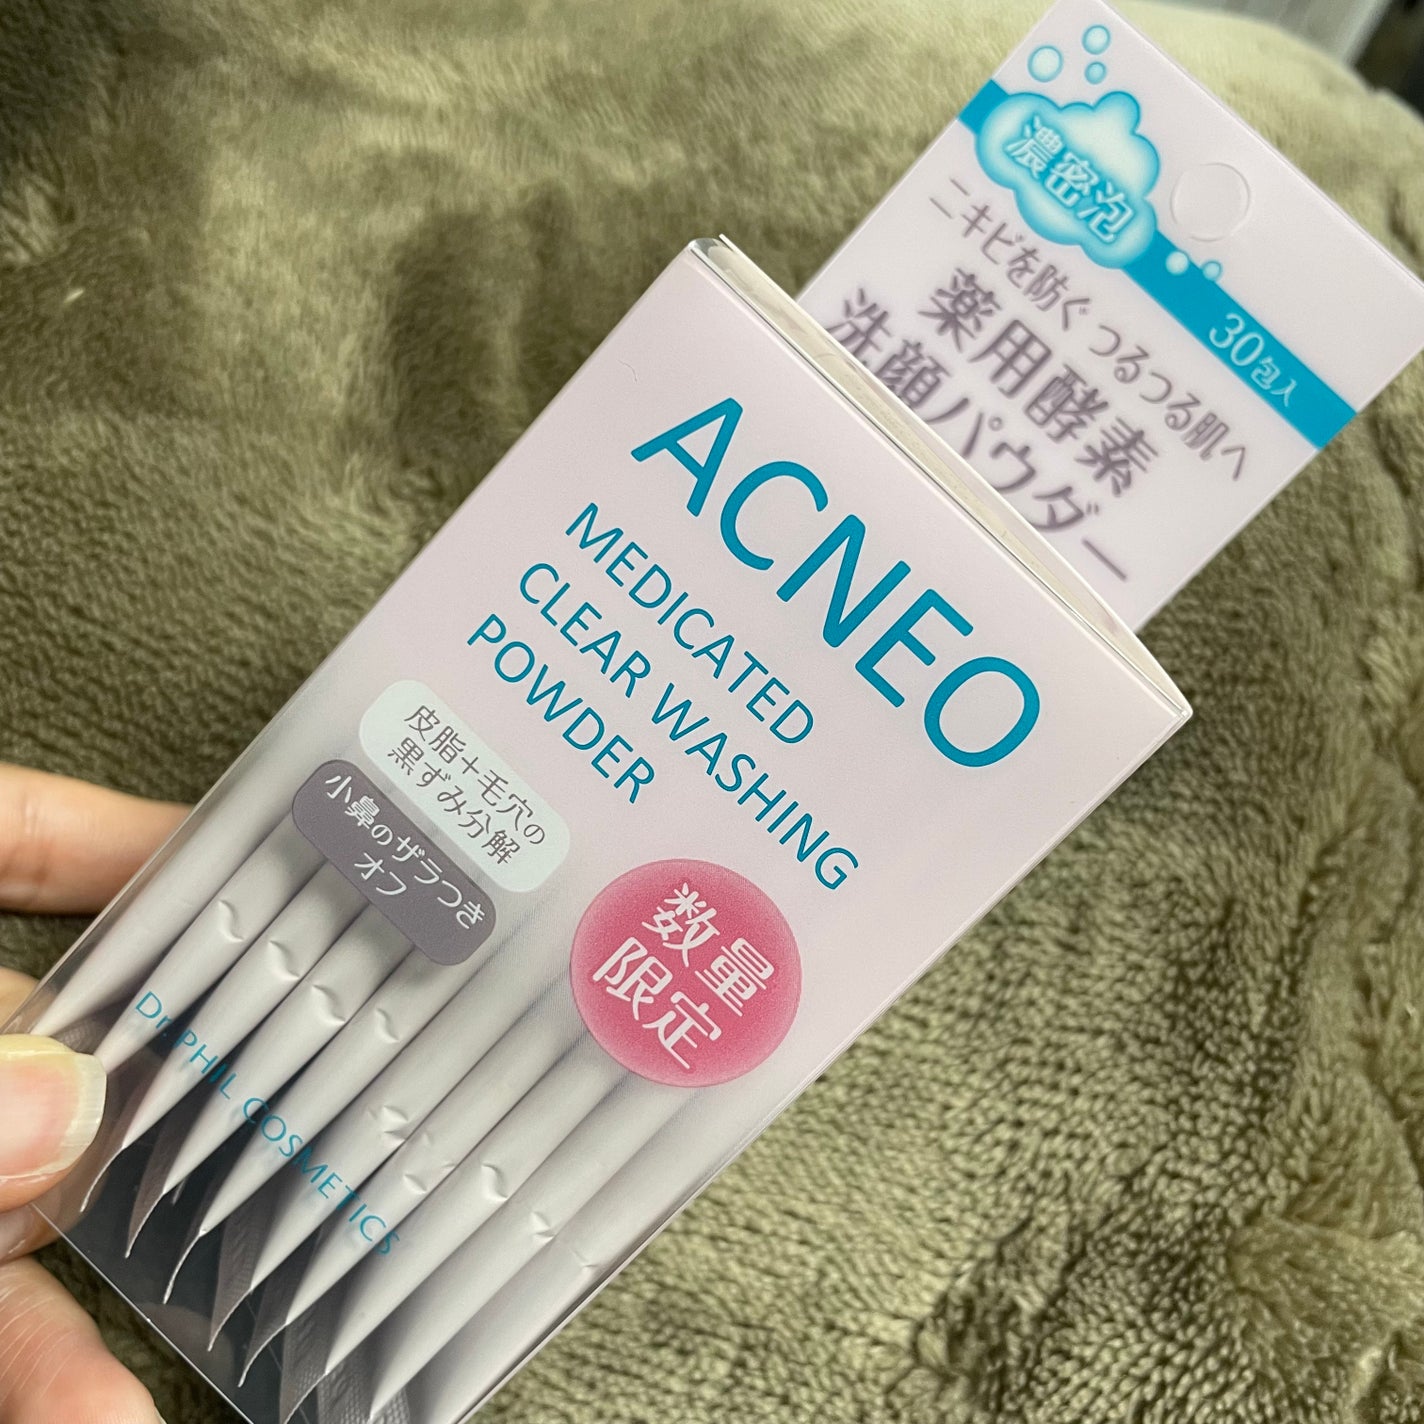 濃密泡
30包入
ニキビを防ぐ つるつる肌へ
薬用酵素
洗顔パウダー
ACNEO
MEDICATED
CLEAR WASHING
POWDER
皮脂+毛穴の
黒ずみ分解
小鼻のザラつき
オフ
数量
限定
Dr.PHIL COSMETICS